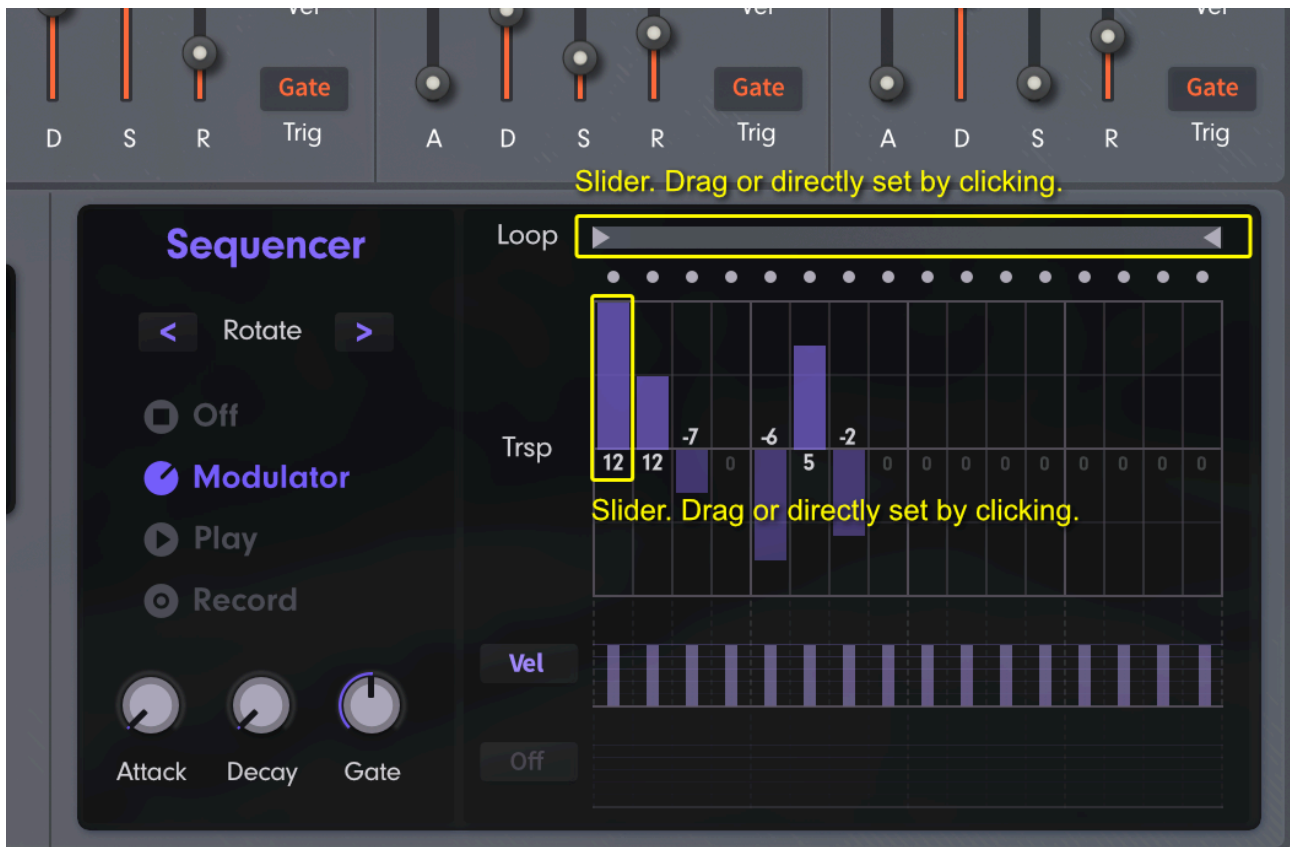 Vel Vel Vel
Gate Gate Gate
D S R Trig A D S R Trig A D S R Trig
Slider. Drag or directly set by clicking.
Sequencer
Loop
< Rotate >
Off
Modulator
Play
Record
Attack Decay Gate
Trsp
-7 -6 -2
12 12 0 5 0 0 0 0 0 0 0 0 0
Slider. Drag or directly set by clicking.
Vel
Off